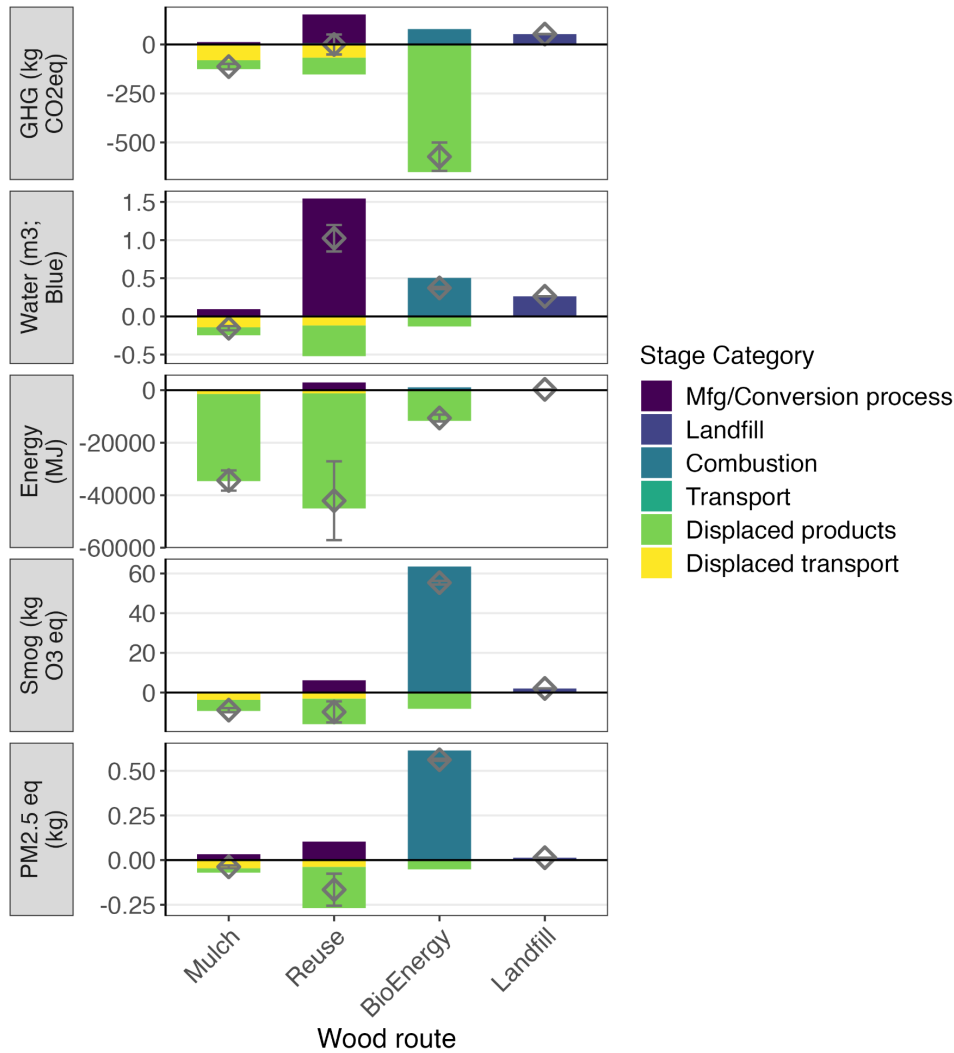 GHG (kg
CO2eq)
0
-250
-500
Water (m3;
Blue)
1.5
1.0
0.5
0.0
-0.5
Energy
(MJ)
0
-20000
-40000
-60000
Smog (kg
O3 eq)
60
40
20
0
PM2.5 eq
(kg)
0.50
0.25
0.00
-0.25
Mulch
Reuse
BioEnergy
Landfill
Wood route
Stage Category
Mfg/Conversion process
Landfill
Combustion
Transport
Displaced products
Displaced transport